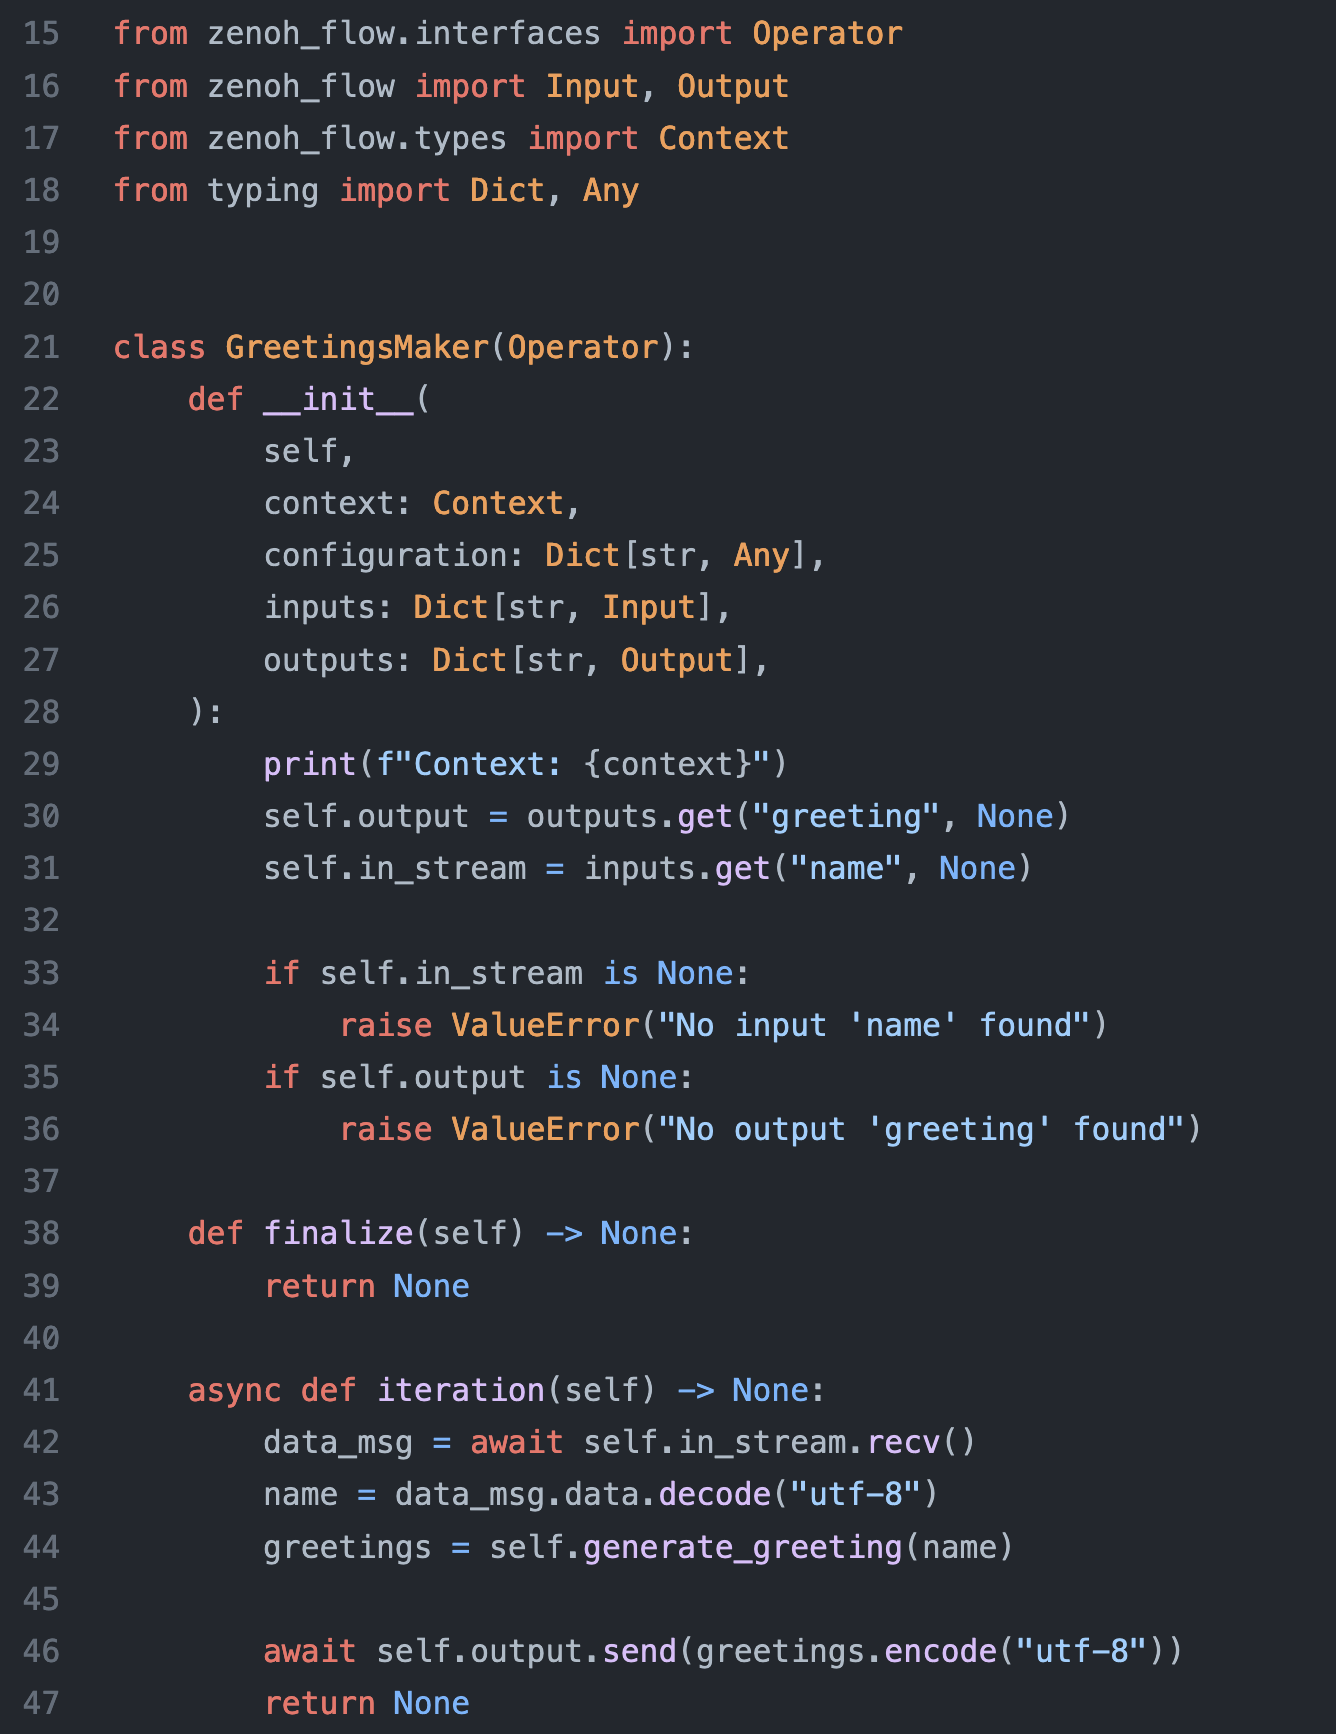 15 from zenoh_flow.interfaces import Operator
16 from zenoh_flow import Input, Output
17 from zenoh_flow.types import Context
18 from typing import Dict, Any
19
20
21 class GreetingsMaker(Operator):
22     def __init__(
23         self,
24         context: Context,
25         configuration: Dict[str, Any],
26         inputs: Dict[str, Input],
27         outputs: Dict[str, Output],
28     ):
29         print(f"Context: {context}")
30         self.output = outputs.get("greeting", None)
31         self.in_stream = inputs.get("name", None)
32
33         if self.in_stream is None:
34             raise ValueError("No input 'name' found")
35         if self.output is None:
36             raise ValueError("No output 'greeting' found")
37
38     def finalize(self) -> None:
39         return None
40
41     async def iteration(self) -> None:
42         data_msg = await self.in_stream.recv()
43         name = data_msg.data.decode("utf-8")
44         greetings = self.generate_greeting(name)
45
46         await self.output.send(greetings.encode("utf-8"))
47         return None